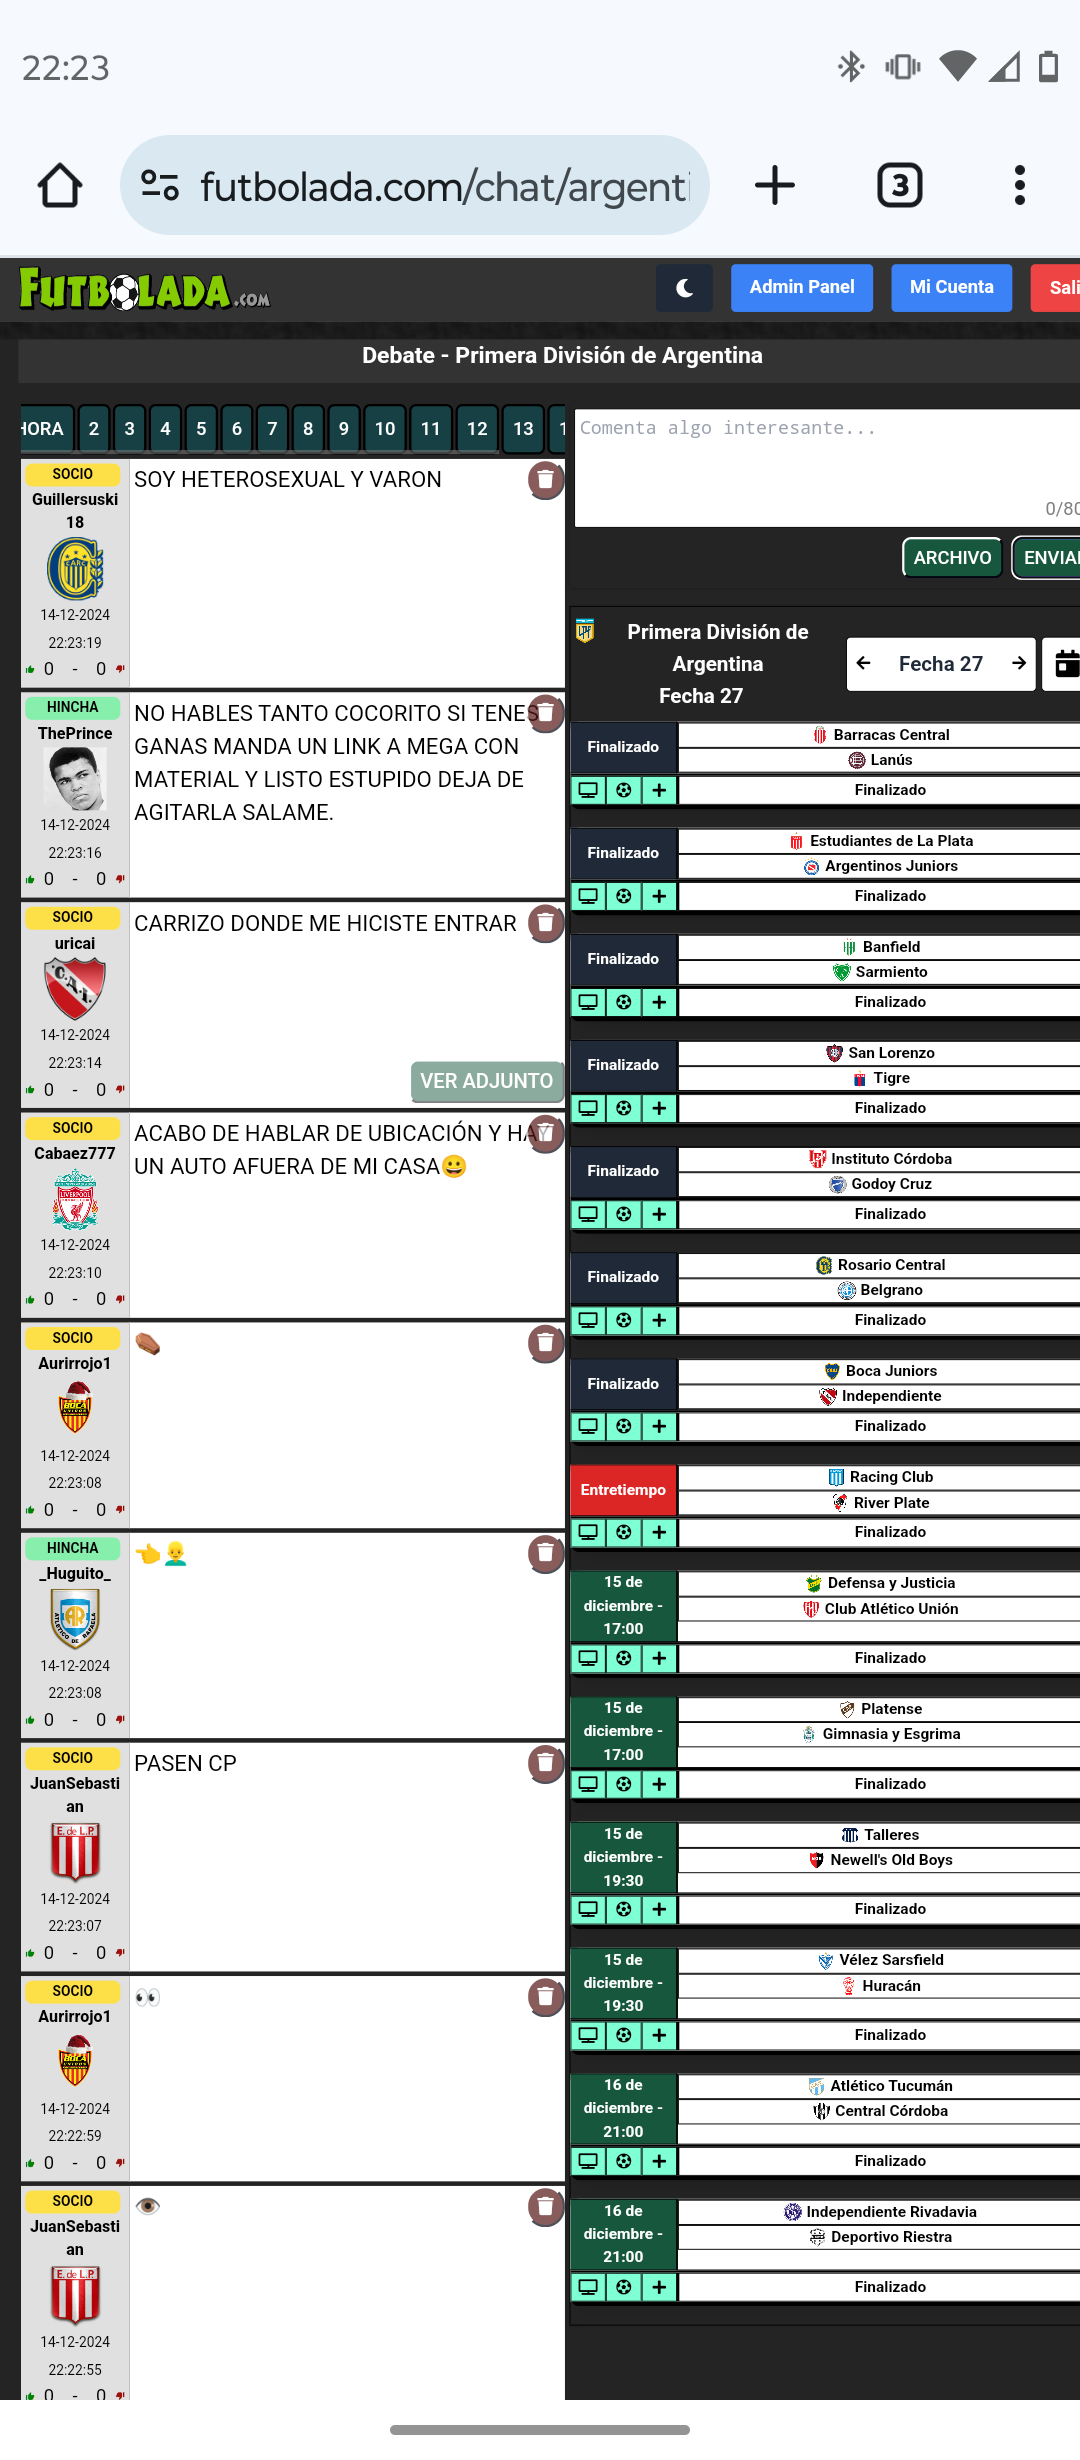 22:23
3
futbolada.com/chat/argenti
FUTBOLADA.COM
Admin Panel
Mi Cuenta
Sali
Debate - Primera División de Argentina
HORA 2 3 4 5 6 7 8 9 10 11 12 13 1
SOCIO
Guillersuski
18
14-12-2024
22:23:19
0 - 0
SOY HETEROSEXUAL Y VARON
HINCHA
ThePrince
14-12-2024
22:23:16
0 - 0
NO HABLES TANTO COCORITO SI TENES
GANAS MANDA UN LINK A MEGA CON
MATERIAL Y LISTO ESTUPIDO DEJA DE
AGITARLA SALAME.
SOCIO
uricai
C.A.I.
14-12-2024
22:23:14
0 - 0
CARRIZO DONDE ME HICISTE ENTRAR
VER ADJUNTO
SOCIO
Cabaez777
14-12-2024
22:23:10
0 - 0
ACABO DE HABLAR DE UBICACIÓN Y HAY
UN AUTO AFUERA DE MI CASA😀
SOCIO
Aurirrojo1
BOCA
UNIDOS
14-12-2024
22:23:08
0 - 0
⚰️
HINCHA
_Huguito_
14-12-2024
22:23:08
0 - 0
👈👱‍♂️
SOCIO
JuanSebasti
an
E. de L.P.
14-12-2024
22:23:07
0 - 0
PASEN CP
SOCIO
Aurirrojo1
BOCA
UNIDOS
14-12-2024
22:22:59
0 - 0
👀
SOCIO
JuanSebasti
an
E. de L.P.
14-12-2024
22:22:55
0 - 0
👁️
Comenta algo interesante...
0/80
ARCHIVO
ENVIA
Primera División de
Argentina
Fecha 27
Fecha 27
Finalizado
Barracas Central
Lanús
Finalizado
Finalizado
Estudiantes de La Plata
Argentinos Juniors
Finalizado
Finalizado
Banfield
Sarmiento
Finalizado
Finalizado
San Lorenzo
Tigre
Finalizado
Finalizado
Instituto Córdoba
Godoy Cruz
Finalizado
Finalizado
Rosario Central
Belgrano
Finalizado
Finalizado
Boca Juniors
Independiente
Finalizado
Entretiempo
Racing Club
River Plate
Finalizado
15 de
diciembre -
17:00
Defensa y Justicia
Club Atlético Unión
Finalizado
15 de
diciembre -
17:00
Platense
Gimnasia y Esgrima
Finalizado
15 de
diciembre -
19:30
Talleres
Newell's Old Boys
Finalizado
15 de
diciembre -
19:30
Vélez Sarsfield
Huracán
Finalizado
16 de
diciembre -
21:00
Atlético Tucumán
Central Córdoba
Finalizado
16 de
diciembre -
21:00
Independiente Rivadavia
Deportivo Riestra
Finalizado